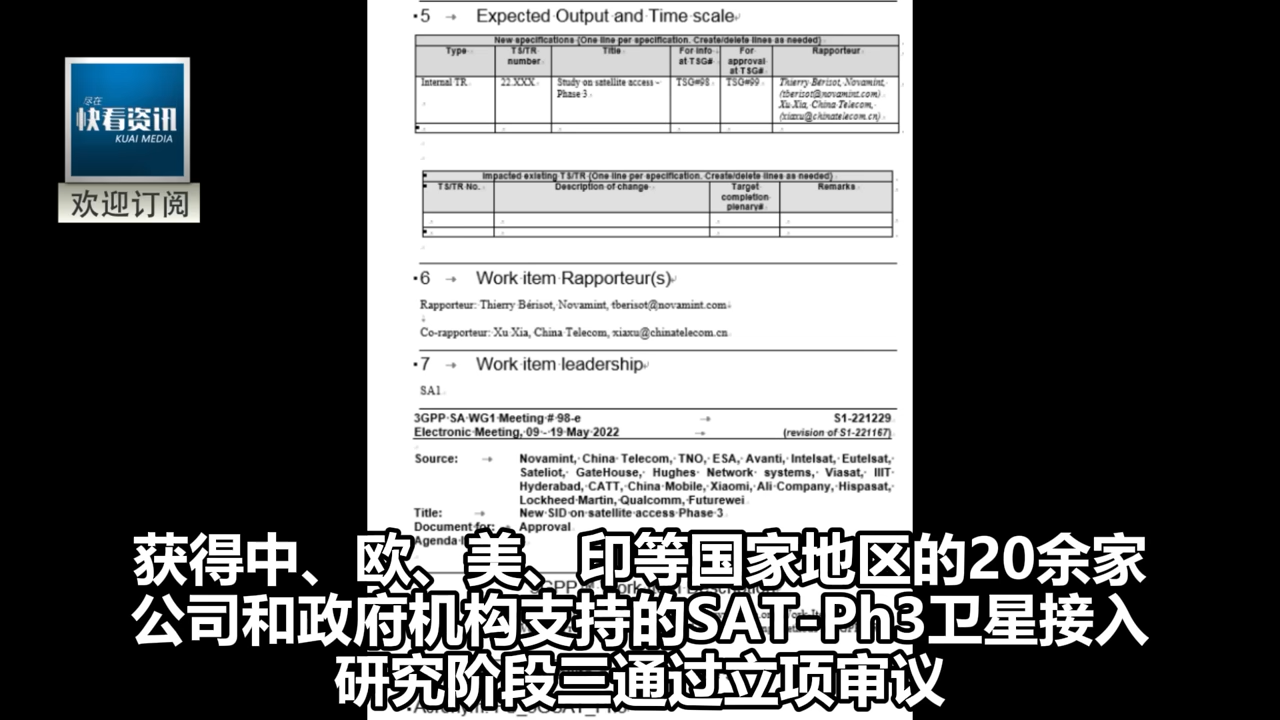 5 Expected Output and Time scale
New specifications {One line per specification. Create/delete lines as needed}
Type TS/TR number Title For info at TSG# For approval at TSG# Rapporteur
Internal TR 22.XXX Study on satellite access – Phase 3 TSG#98 TSG#99 Thierry Bérisot, Novamint, (tberisot@novamint.com) Xu Xia, China Telecom, (xiaxu@chinatelecom.cn)
尽在
快看资讯
KUAI MEDIA
欢迎订阅
Impacted existing TS/TR {One line per specification. Create/delete lines as needed}
TS/TR No. Description of change Target completion plenary# Remarks
6 Work item Rapporteur(s)
Rapporteur: Thierry Bérisot, Novamint, tberisot@novamint.com
Co-rapporteur: Xu Xia, China Telecom, xiaxu@chinatelecom.cn
7 Work item leadership
SA1
3GPP SA WG1 Meeting # 98-e S1-221229
Electronic Meeting, 09 - 19 May 2022 (revision of S1-221167)
Source: Novamint, China Telecom, TNO, ESA, Avanti, Intelsat, Eutelsat,
Sateliot, GateHouse, Hughes Network systems, Viasat, IIIT
Hyderabad, CATT, China Mobile, Xiaomi, Ali Company, Hispasat,
Lockheed Martin, Qualcomm, Futurewei
Title: New SID on satellite access Phase 3
Document for: Approval
获得中、欧、美、印等国家地区的20余家
公司和政府机构支持的SAT-Ph3卫星接入
研究阶段三通过立项审议